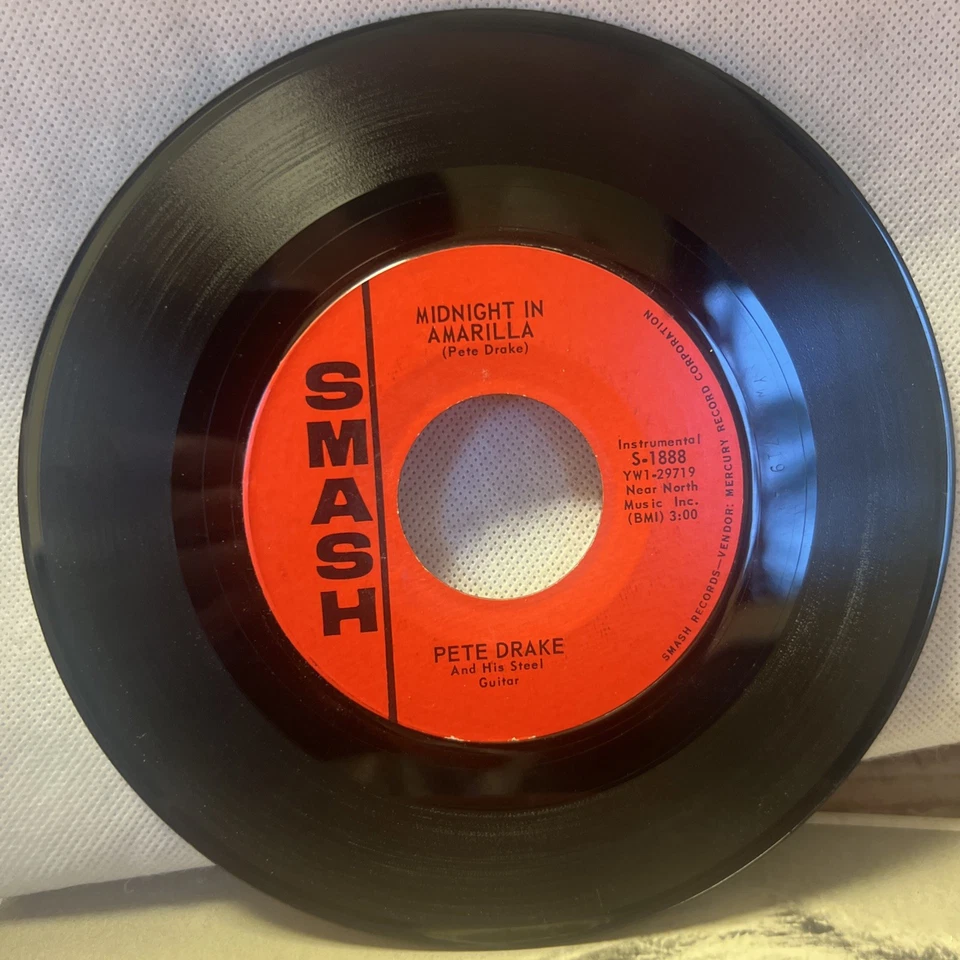 MIDNIGHT IN
AMARILLA
(Pete Drake)
SMASH
Instrumental
S-1888
YW1-29719
Near North
Music Inc.
(BMI) 3:00
SMASH RECORDS—VENDOR: MERCURY RECORD CORPORATION
PETE DRAKE
And His Steel
Guitar